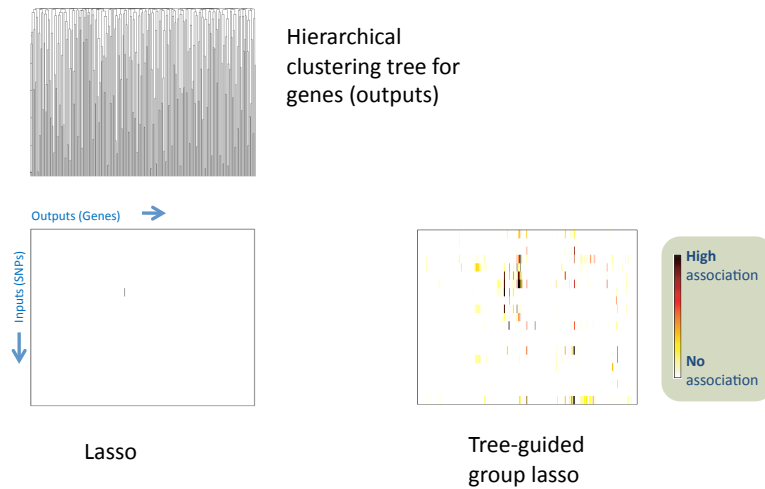 Hierarchical
clustering tree for
genes (outputs)
Outputs (Genes)
Inputs (SNPs)
High
association
No
association
Lasso
Tree-guided
group lasso